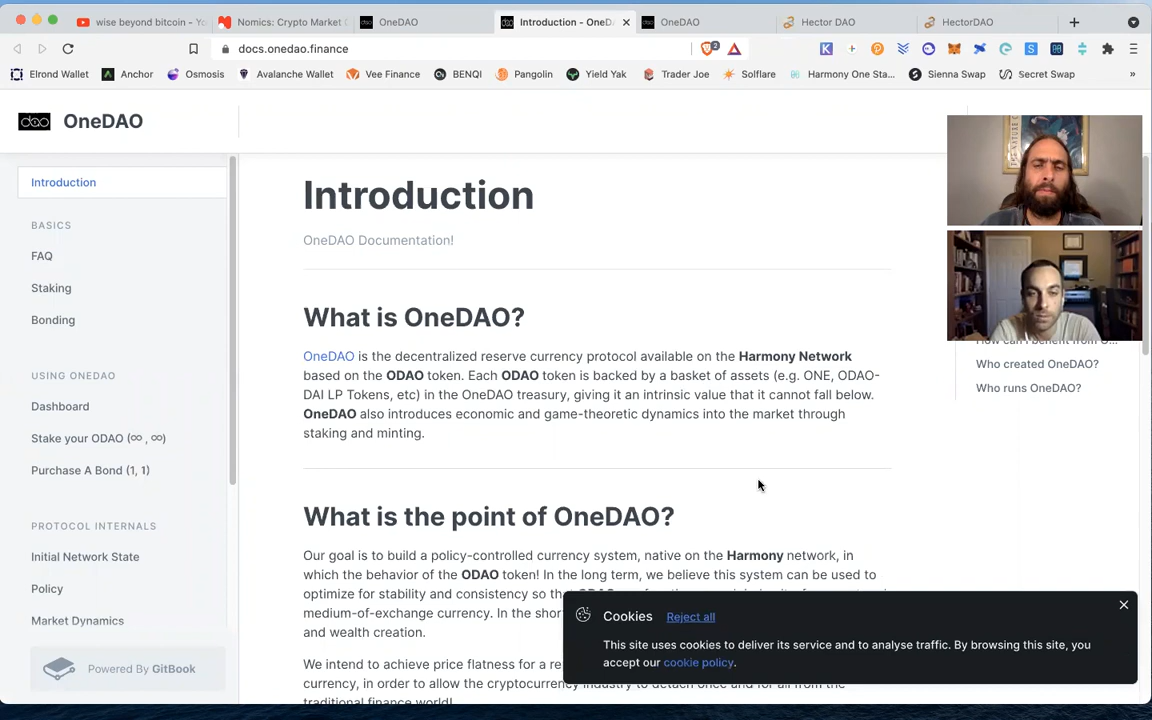 wise beyond bitcoin - Yo
Nomics: Crypto Market C
OneDAO
Introduction - OneDA
OneDAO
Hector DAO
HectorDAO
docs.onedao.finance
2
Elrond Wallet
Anchor
Osmosis
Avalanche Wallet
Vee Finance
BENQI
Pangolin
Yield Yak
Trader Joe
Solflare
Harmony One Sta...
Sienna Swap
Secret Swap
»
dao
OneDAO
Introduction
BASICS
FAQ
Staking
Bonding
USING ONEDAO
Dashboard
Stake your ODAO (∞ , ∞)
Purchase A Bond (1, 1)
PROTOCOL INTERNALS
Initial Network State
Policy
Market Dynamics
Powered By GitBook
Introduction
OneDAO Documentation!
What is OneDAO?
OneDAO is the decentralized reserve currency protocol available on the Harmony Network
based on the ODAO token. Each ODAO token is backed by a basket of assets (e.g. ONE, ODAO-
DAI LP Tokens, etc) in the OneDAO treasury, giving it an intrinsic value that it cannot fall below.
OneDAO also introduces economic and game-theoretic dynamics into the market through
staking and minting.
What is the point of OneDAO?
Our goal is to build a policy-controlled currency system, native on the Harmony network, in
which the behavior of the ODAO token! In the long term, we believe this system can be used to
optimize for stability and consistency so
medium-of-exchange currency. In the
and wealth creation.
We intend to achieve price flatness for a
currency, in order to allow the cryptocurrency industry to detach once and for all from the
traditional finance world!
How can I benefit from O...
Who created OneDAO?
Who runs OneDAO?
Cookies
Reject all
This site uses cookies to deliver its service and to analyse traffic. By browsing this site, you
accept our cookie policy.